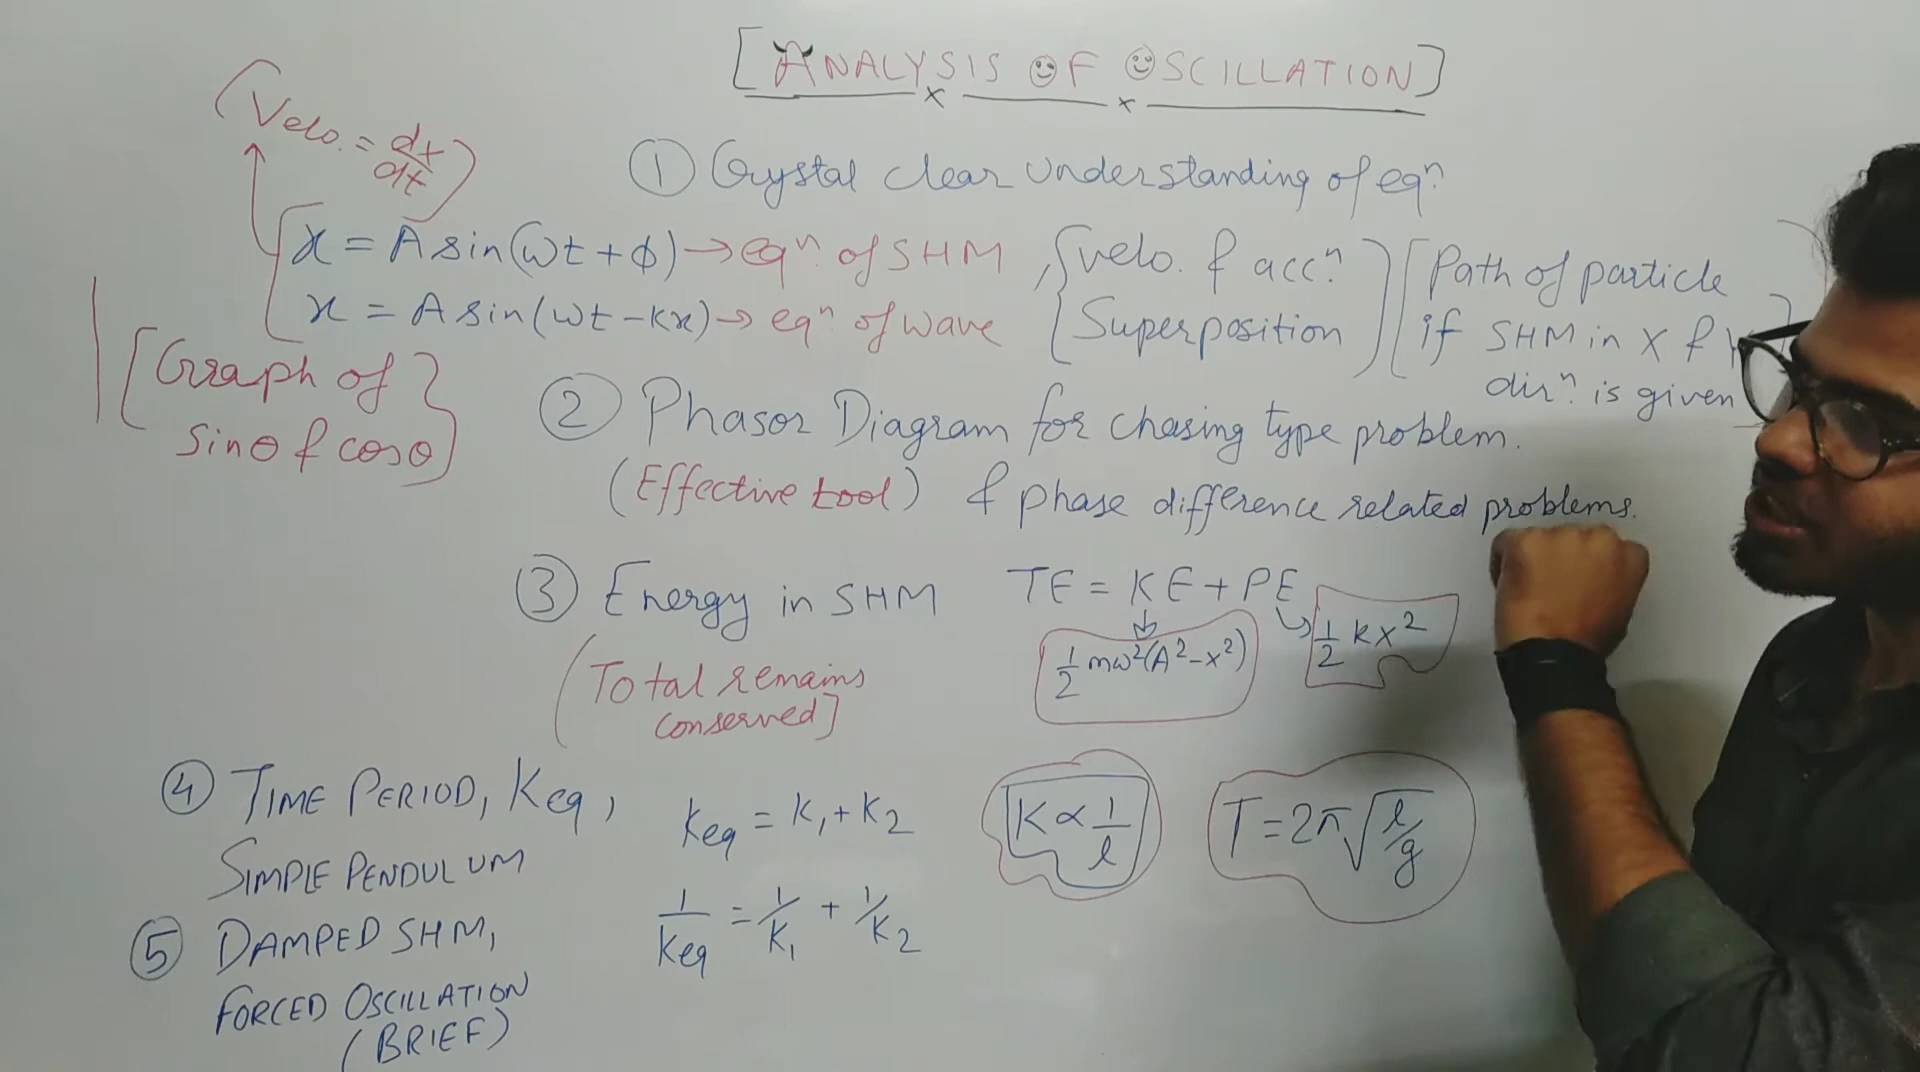 [ANALYSIS OF OSCILLATION]
(Velo. = dx/dt)
① Crystal clear understanding of eqⁿ.
x = A sin(ωt + φ) → eqⁿ. of SHM , {velo. & accⁿ.
x = A sin(ωt - kx) → eqⁿ. of wave {Superposition}
[Path of particle
if SHM in X &
dirⁿ. is given
[Graph of
sinθ & cosθ}
② Phasor Diagram for chasing type problem.
(Effective tool) & phase difference related problems.
③ Energy in SHM TE = KE + PE
1/2 mω²(A² - x²) 1/2 kx²
(Total remains
conserved]
④ TIME PERIOD, Keq, Keq = K₁ + K₂ K ∝ 1/l T = 2π√(l/g)
SIMPLE PENDULUM
1/Keq = 1/K₁ + 1/K₂
⑤ DAMPED SHM,
FORCED OSCILLATION
(BRIEF)